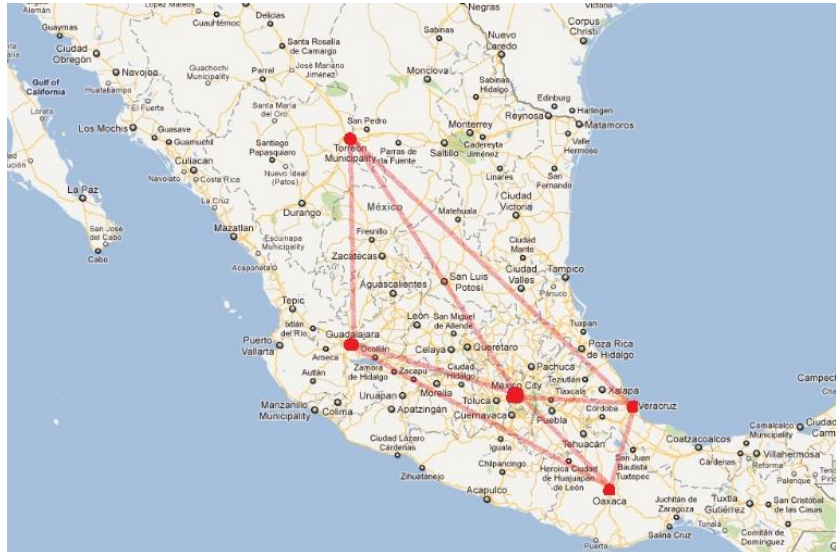 Negras
Victoria
Cuauhtémoc
Delicias
Guaymas
Sabinas
Nuevo
Laredo
Corpus
Christi
Ciudad
Obregón
Santa Rosalía
de Camargo
Navojoa
Guachochi
Municipality
Parral
José Mariano
Jiménez
Monclova
Gulf of
California
Huatabampo
Sabinas
Hidalgo
El Fuerte
Santa María
del Oro
Edinburg
Harlingen
Loreto
Los Mochis
Guasave
San Pedro
Monterrey
Reynosa
Matamoros
Guamuchil
Torreón
Municipality
Parras de
la Fuente
Saltillo
Cadereyta
Jiménez
Valle
Hermoso
Santiago
Papasquiaro
Culiacan
Navolato
Costa Rica
Nuevo Ideal
(Patos)
Linares
San
Fernando
La Paz
La Cruz
Durango
México
Matehuala
Ciudad
Victoria
San José
del Cabo
Cabo
Mazatlan
Escuinapa
Municipality
Fresnillo
Ciudad
Mante
Acaponeta
Zacatecas
San Luis
Potosi
Ciudad
Valles
Tampico
Pánuco
Aguascalientes
Tepic
Ixtlán
del Río
León
San Miguel
de Allende
Tuxpan
Guadalajara
Puerto
Vallarta
Ameca
Ocotlán
Celaya
Querétaro
Poza Rica
de Hidalgo
Zamora
de Hidalgo
Zacapu
Ciudad
Hidalgo
Pachuca
Teziutlán
Autlán
Morelia
Mexico City
Tlaxcala
Xalapa
Campeche
Manzanillo
Municipality
Colima
Uruapan
Apatzingán
Toluca
Cuernavaca
Puebla
Córdoba
Veracruz
Ciudad Lázaro
Cárdenas
Iguala
Tehuacán
Coatzacoalcos
Comalcalco
Municipality
Ciudad
Zihuatanejo
Chilpancingo
Heroica Ciudad
de Huajuapan
de León
San Juan
Bautista
Tuxtepec
Cárdenas
Villahermosa
Reforma
Palenque
Acapulco
Oaxaca
Juchitán de
Zaragoza
Tuxtla
Gutiérrez
San Cristóbal
de las Casas
Salina Cruz
Tonalá
Comitán de
Domínguez
Puerto